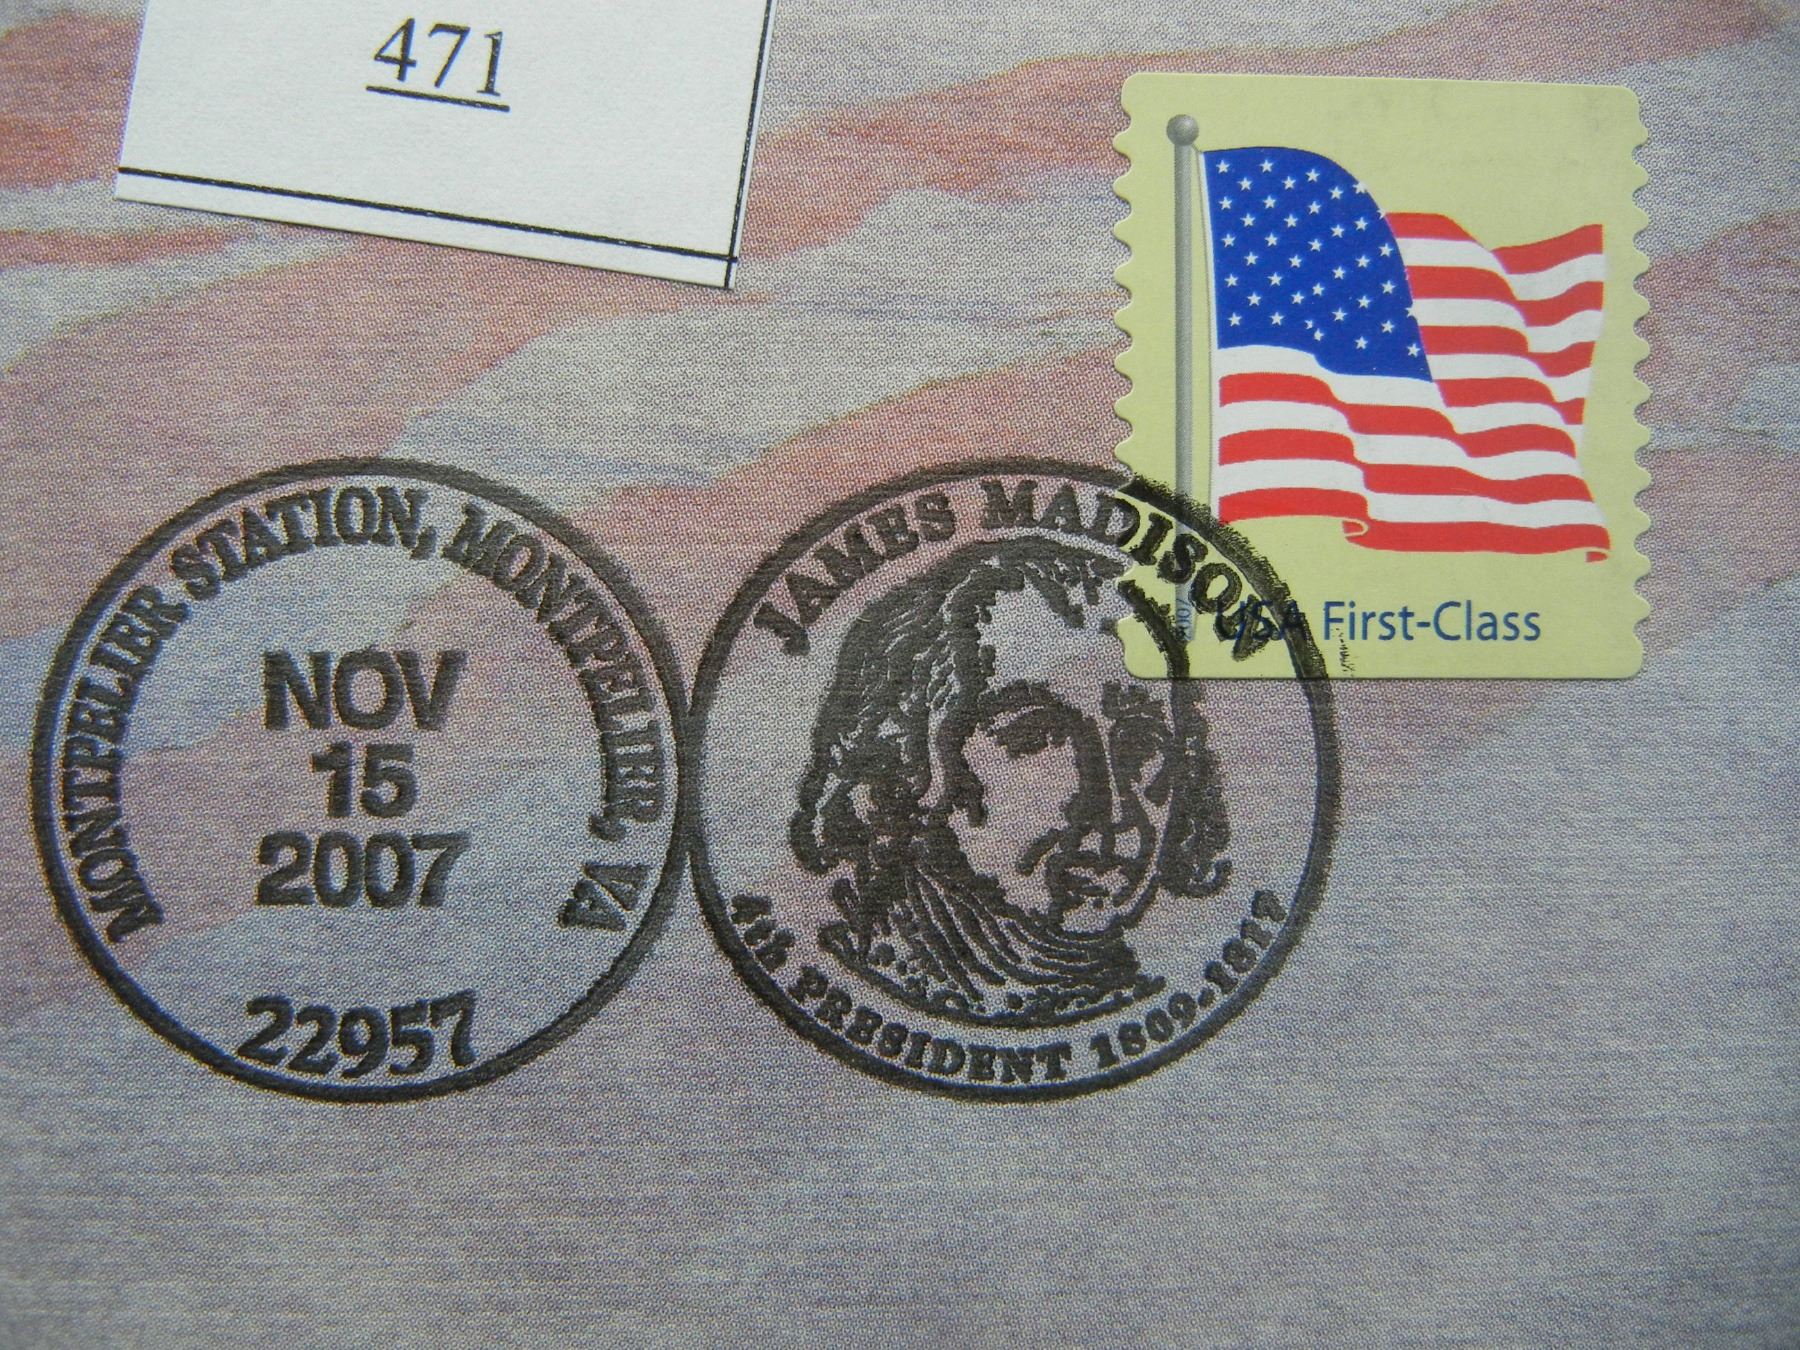 471
MONTPELIER STATION, MONTPELIER, VA
NOV
15
2007
22957
JAMES MADISON
4th PRESIDENT 1809-1817
2007
USA First-Class